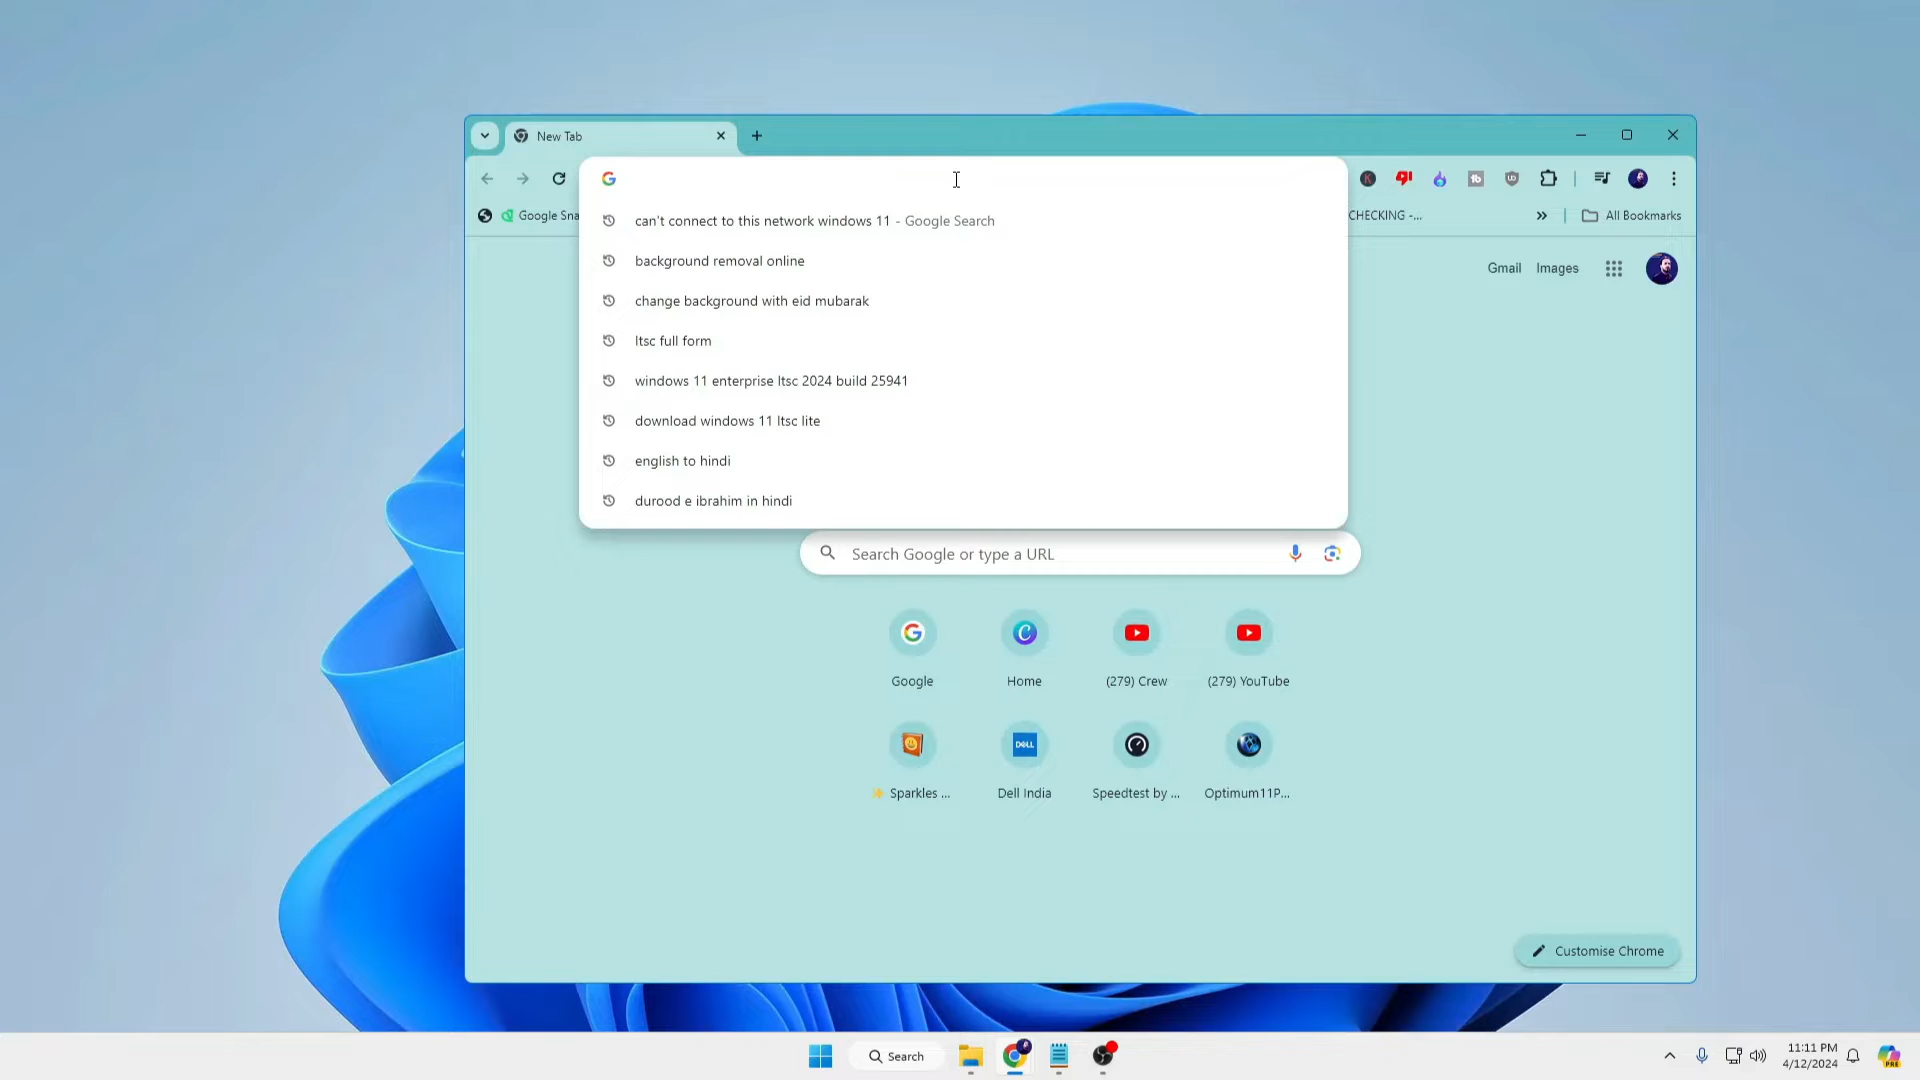 New Tab
Google Sna
CHECKING -...
All Bookmarks
can't connect to this network windows 11 - Google Search
background removal online
change background with eid mubarak
ltsc full form
windows 11 enterprise ltsc 2024 build 25941
download windows 11 ltsc lite
english to hindi
durood e ibrahim in hindi
Gmail
Images
Search Google or type a URL
Google
Home
(279) Crew
(279) YouTube
DELL
Sparkles ...
Dell India
Speedtest by ...
Optimum11P...
Customise Chrome
Search
11:11 PM
4/12/2024
PRE